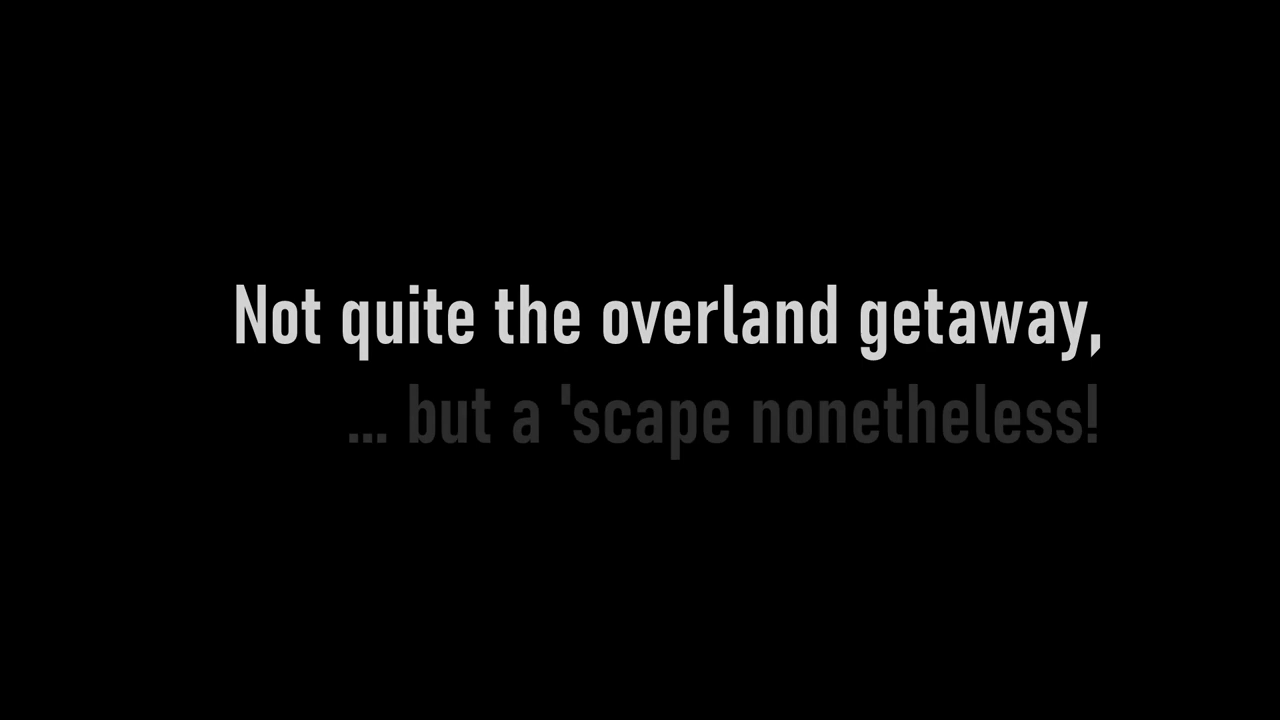 Not quite the overland getaway,
... but a 'scape nonetheless!